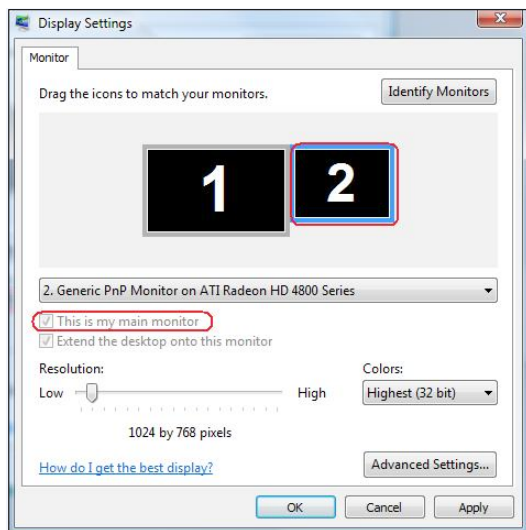 Display Settings
Monitor
Drag the icons to match your monitors.
Identify Monitors
1
2
2. Generic PnP Monitor on ATI Radeon HD 4800 Series
This is my main monitor
Extend the desktop onto this monitor
Resolution:
Colors:
Low
High
Highest (32 bit)
1024 by 768 pixels
How do I get the best display?
Advanced Settings...
OK
Cancel
Apply